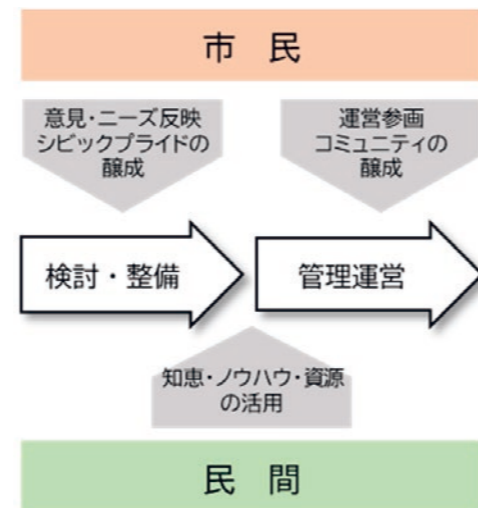 市 民
意見・ニーズ反映
シビックプライドの
醸成
運営参画
コミュニティの
醸成
検討・整備
管理運営
知恵・ノウハウ・資源
の活用
民 間